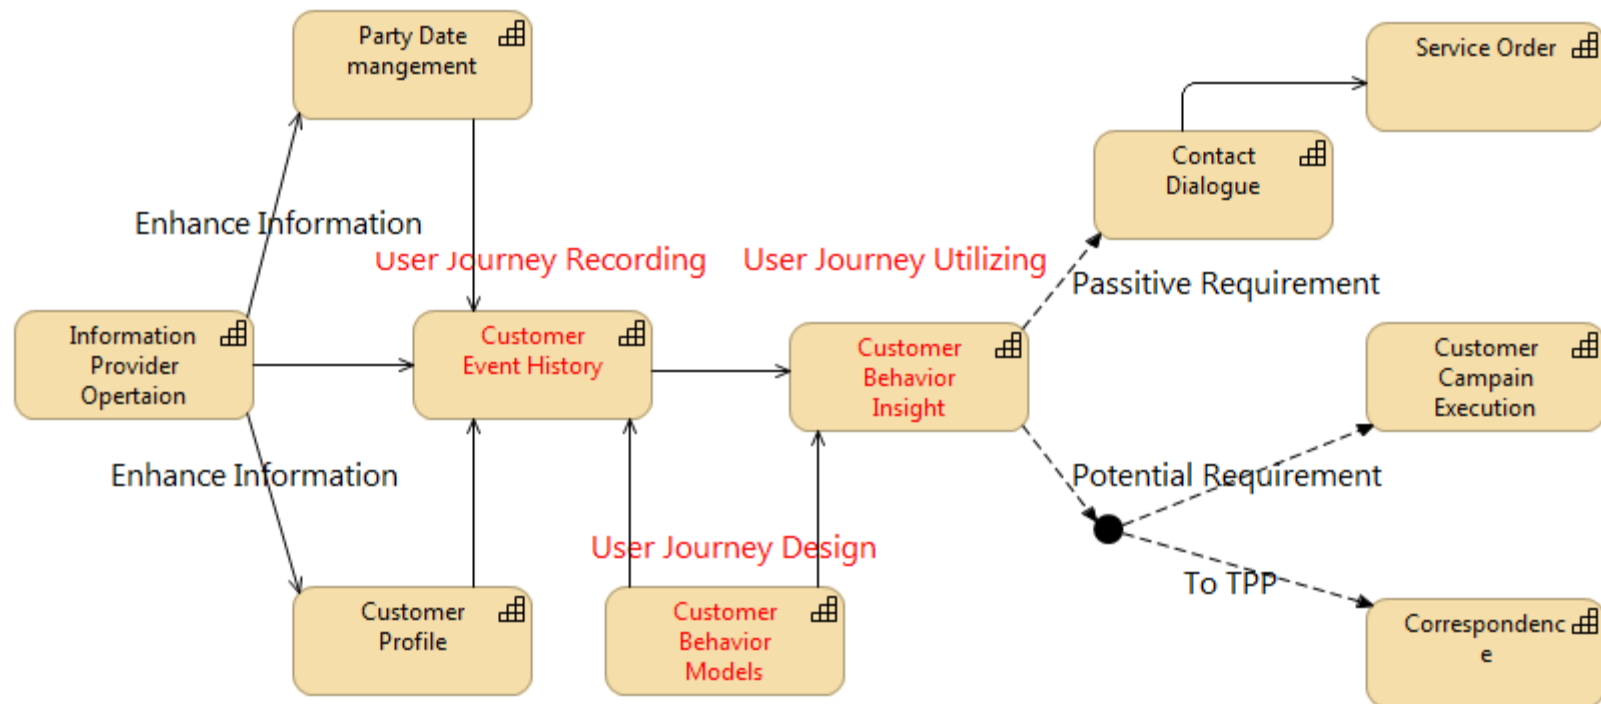 Party Date
mangement
Service Order
Contact
Dialogue
Enhance Information
User Journey Recording
User Journey Utilizing
Passitive Requirement
Information
Provider
Opertaion
Customer
Event History
Customer
Behavior
Insight
Customer
Campain
Execution
Enhance Information
Potential Requirement
User Journey Design
To TPP
Customer
Profile
Customer
Behavior
Models
Correspondenc
e